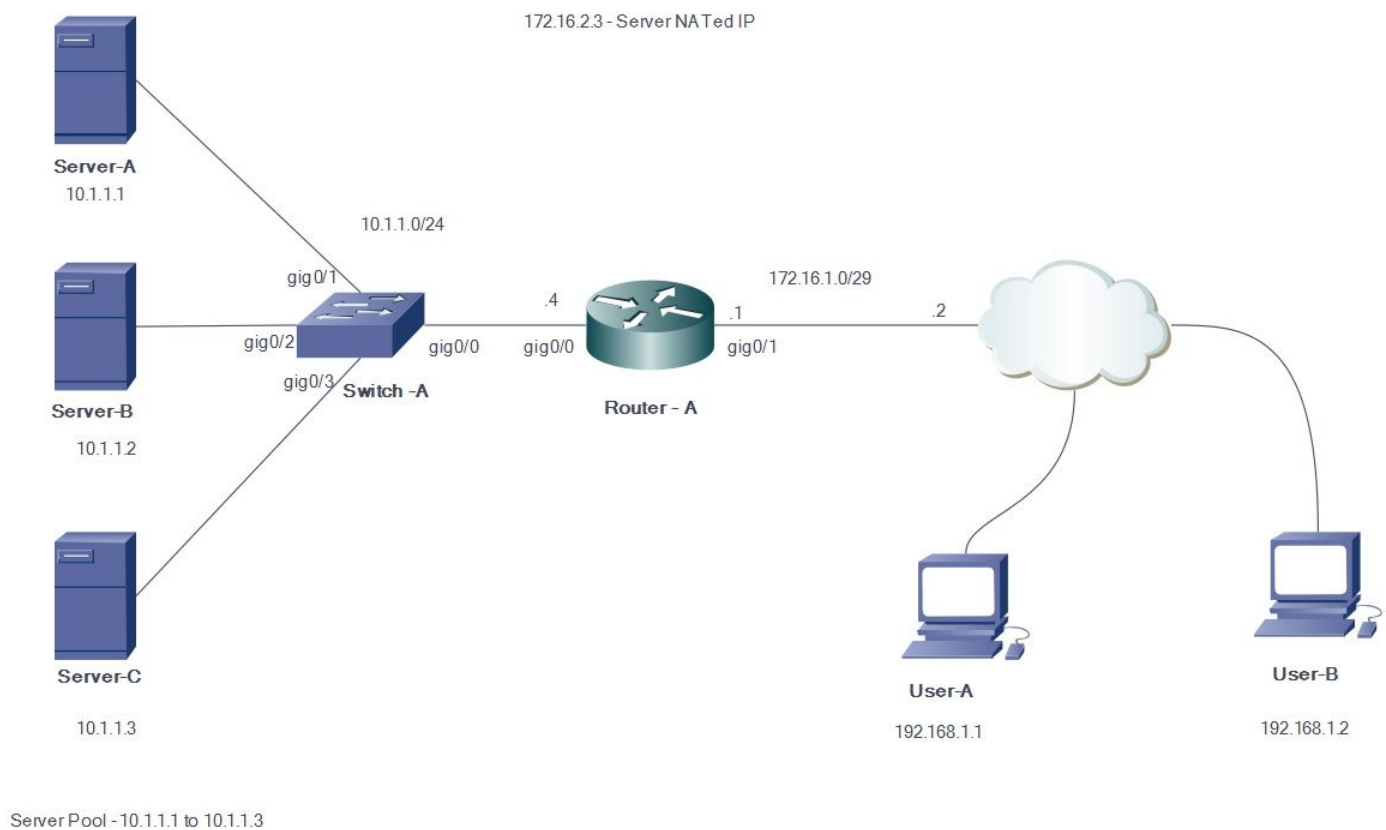 172.16.2.3 - Server NATed IP
Server-A
10.1.1.1
10.1.1.0/24
gig0/1
172.16.1.0/29
.4
.1
.2
gig0/2
gig0/0
gig0/0
gig0/1
gig0/3
Switch -A
Server-B
Router - A
10.1.1.2
Server-C
User-A
User-B
10.1.1.3
192.168.1.1
192.168.1.2
Server Pool - 10.1.1.1 to 10.1.1.3